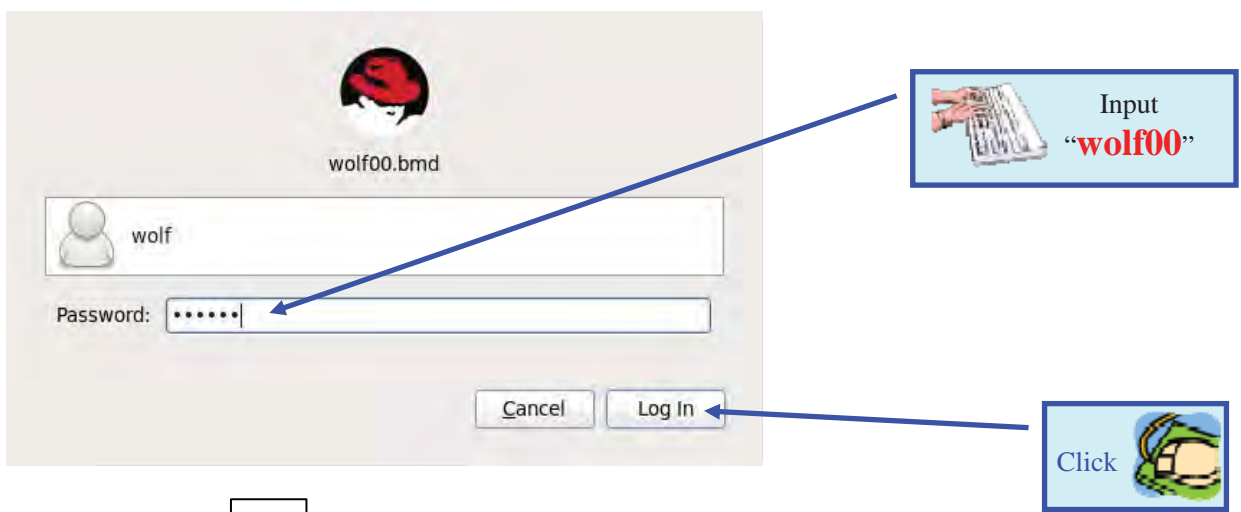 wolf00.bmd
wolf
Password: ••••••
Cancel
Log In
Input
“wolf00”
Click